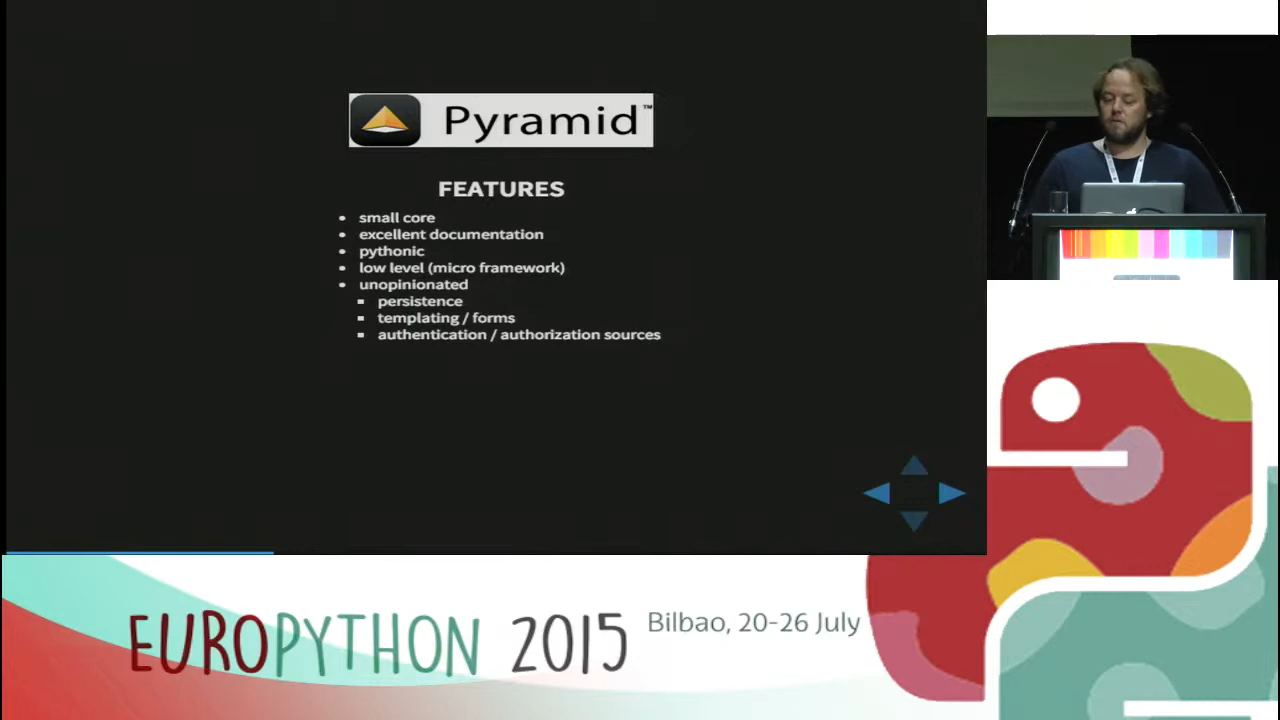 Pyramid™
FEATURES
• small core
• excellent documentation
• pythonic
• low level (micro framework)
• unopinionated
▪ persistence
▪ templating / forms
▪ authentication / authorization sources
EUROPYTHON 2015
Bilbao, 20-26 July